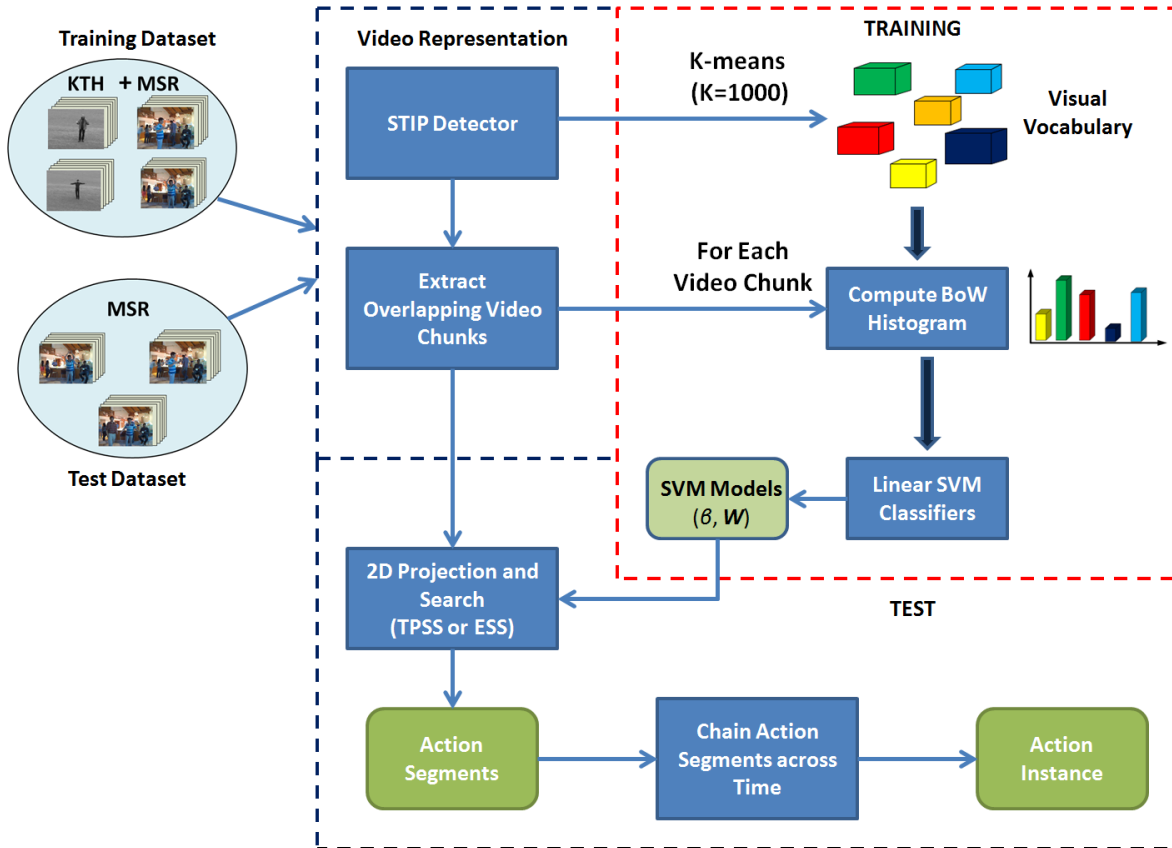 Training Dataset
KTH + MSR
MSR
Test Dataset
Video Representation
STIP Detector
Extract
Overlapping Video
Chunks
TRAINING
K-means
(K=1000)
Visual
Vocabulary
For Each
Video Chunk
Compute BoW
Histogram
Linear SVM
Classifiers
SVM Models
(β, W)
TEST
2D Projection and
Search
(TPSS or ESS)
Action
Segments
Chain Action
Segments across
Time
Action
Instance